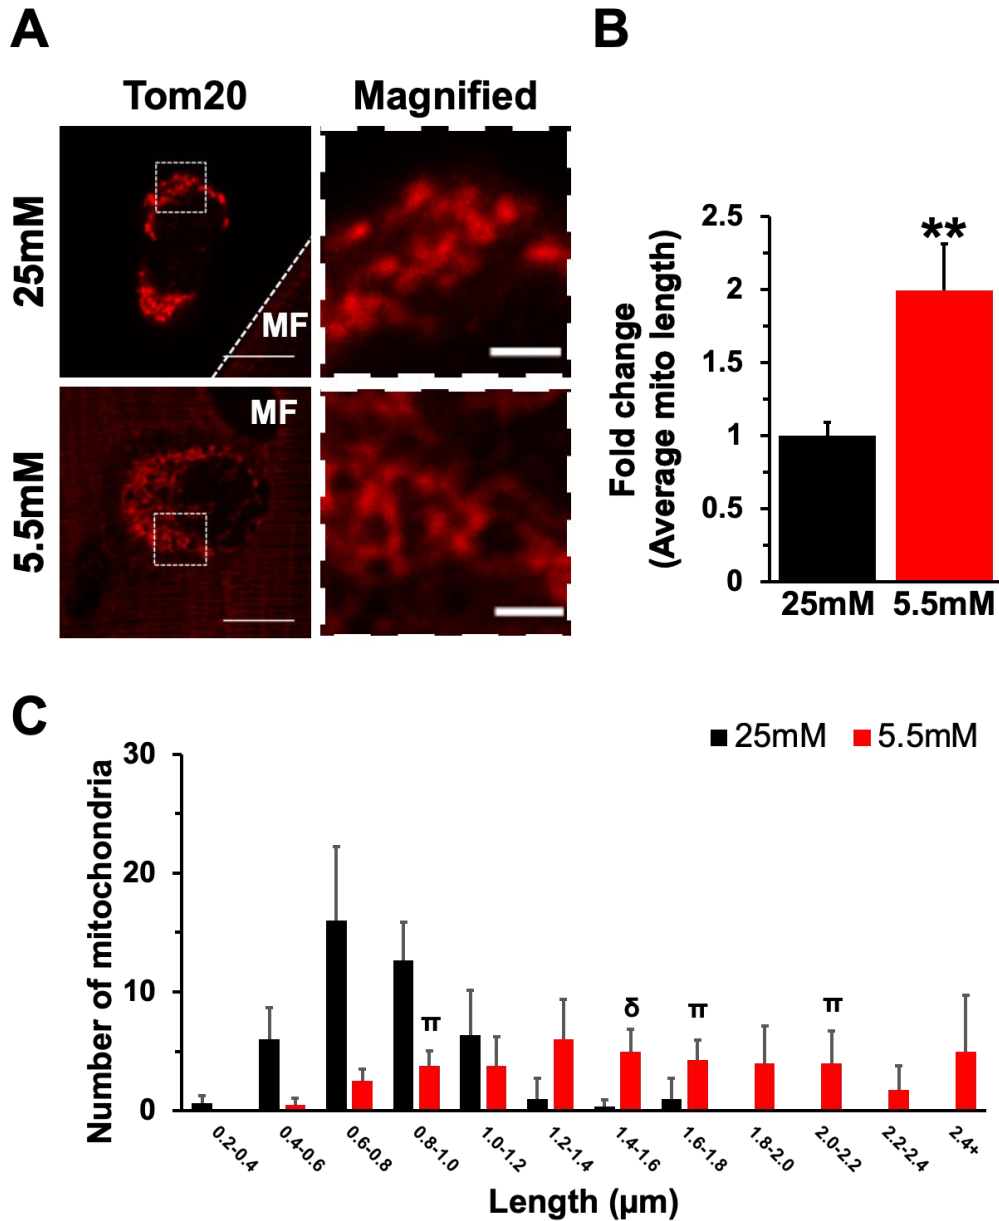 A
B
Tom20 Magnified
25mM
MF
5.5mM
MF
Fold change
(Average mito length)
2.5
2
1.5
1
0.5
0
**
25mM 5.5mM
C
25mM 5.5mM
Number of mitochondria
30
20
10
0
π δ π π
0.2-0.4 0.4-0.6 0.6-0.8 0.8-1.0 1.0-1.2 1.2-1.4 1.4-1.6 1.6-1.8 1.8-2.0 2.0-2.2 2.2-2.4 2.4+
Length (μm)